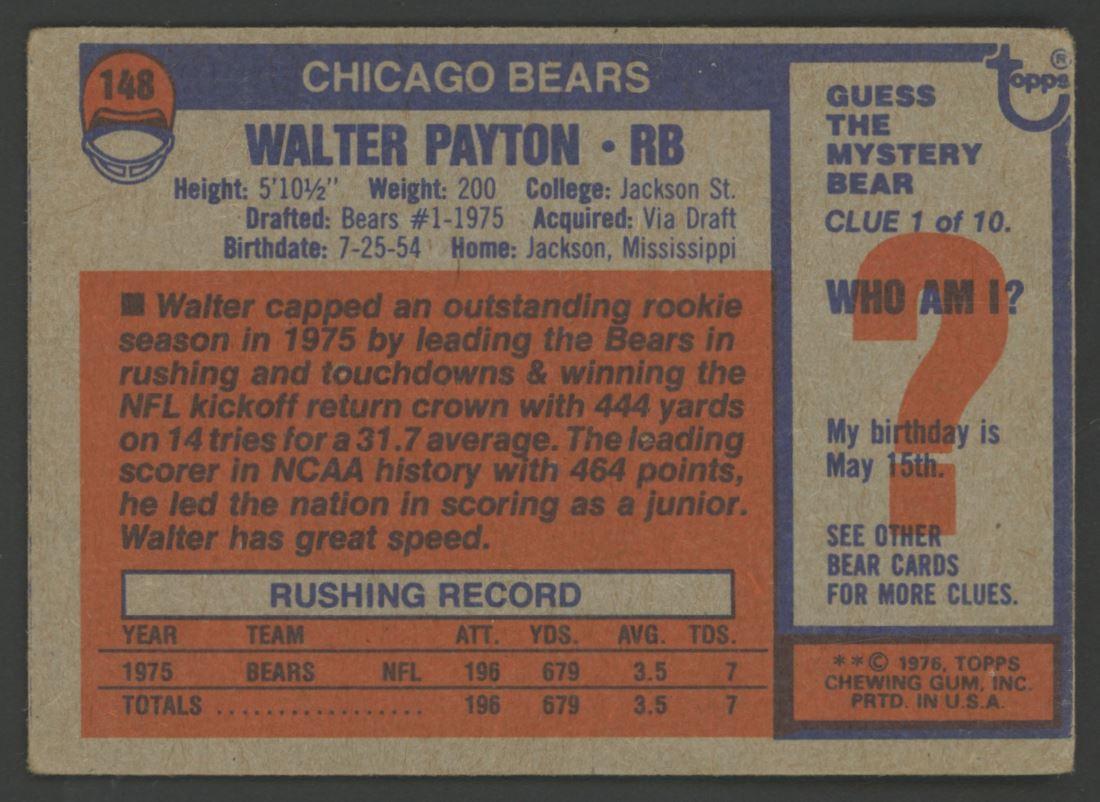 148
CHICAGO BEARS
WALTER PAYTON • RB
Height: 5'10½" Weight: 200 College: Jackson St.
Drafted: Bears #1-1975 Acquired: Via Draft
Birthdate: 7-25-54 Home: Jackson, Mississippi
■ Walter capped an outstanding rookie
season in 1975 by leading the Bears in
rushing and touchdowns & winning the
NFL kickoff return crown with 444 yards
on 14 tries for a 31.7 average. The leading
scorer in NCAA history with 464 points,
he led the nation in scoring as a junior.
Walter has great speed.
RUSHING RECORD
YEAR TEAM ATT. YDS. AVG. TDS.
1975 BEARS NFL 196 679 3.5 7
TOTALS .................. 196 679 3.5 7
topps®
GUESS
THE
MYSTERY
BEAR
CLUE 1 of 10.
WHO AM I?
?
My birthday is
May 15th.
SEE OTHER
BEAR CARDS
FOR MORE CLUES.
**© 1976, TOPPS
CHEWING GUM, INC.
PRTD. IN U.S.A.